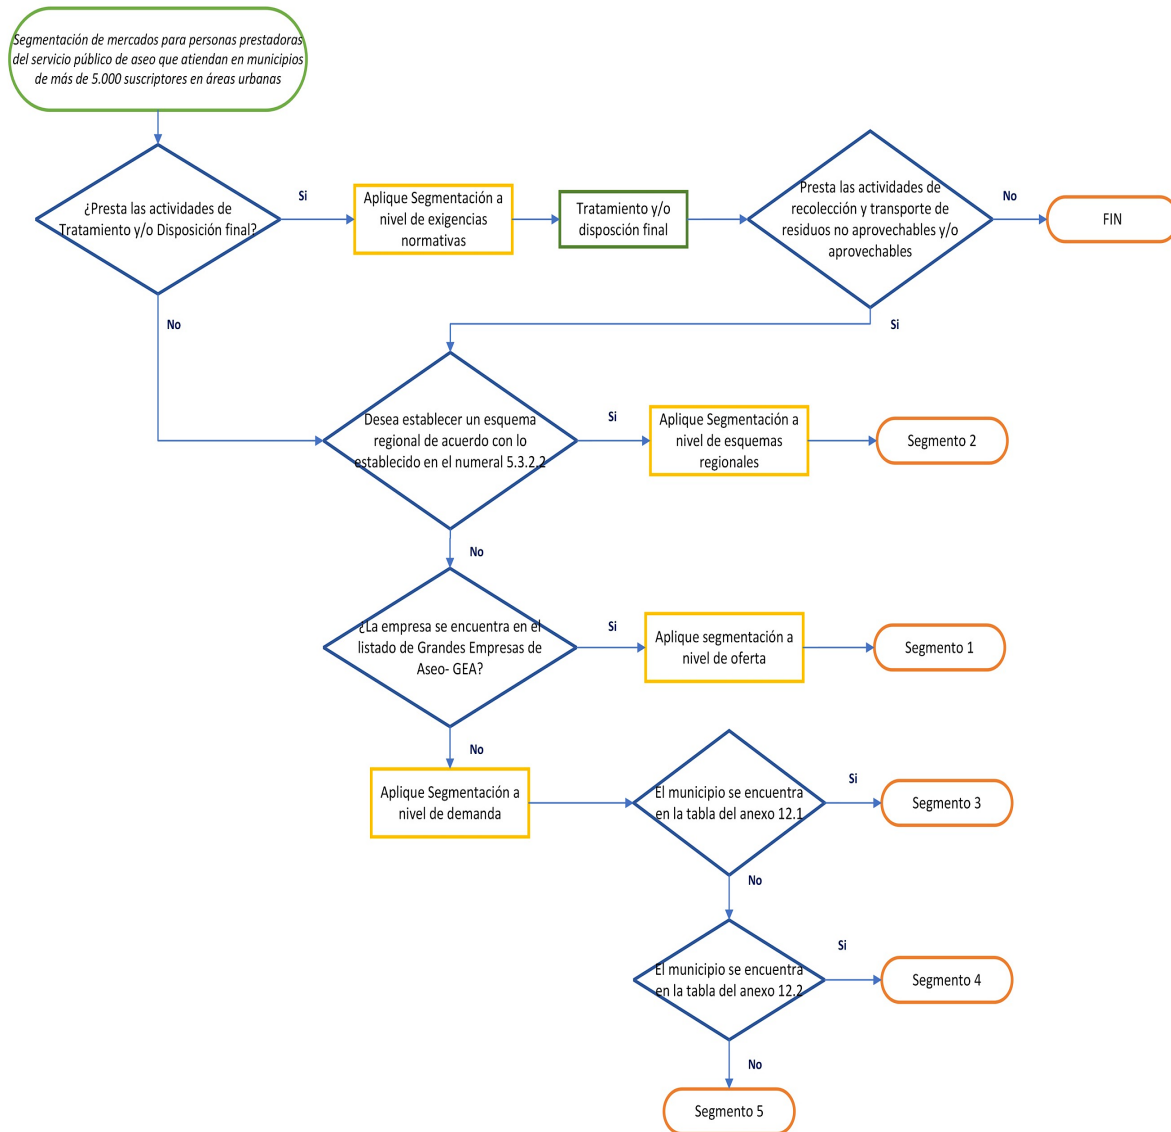 Segmentación de mercados para personas prestadoras
del servicio público de aseo que atiendan en municipios
de más de 5.000 suscriptores en áreas urbanas
¿Presta las actividades de
Tratamiento y/o Disposición final?
Si
Aplique Segmentación a
nivel de exigencias
normativas
Tratamiento y/o
disposción final
Presta las actividades de
recolección y transporte de
residuos no aprovechables y/o
aprovechables
No
FIN
No
Si
Desea establecer un esquema
regional de acuerdo con lo
establecido en el numeral 5.3.2.2
Si
Aplique Segmentación a
nivel de esquemas
regionales
Segmento 2
No
¿La empresa se encuentra en el
listado de Grandes Empresas de
Aseo- GEA?
Si
Aplique segmentación a
nivel de oferta
Segmento 1
No
Aplique Segmentación a
nivel de demanda
El municipio se encuentra
en la tabla del anexo 12.1
Si
Segmento 3
No
El municipio se encuentra
en la tabla del anexo 12.2
Si
Segmento 4
No
Segmento 5